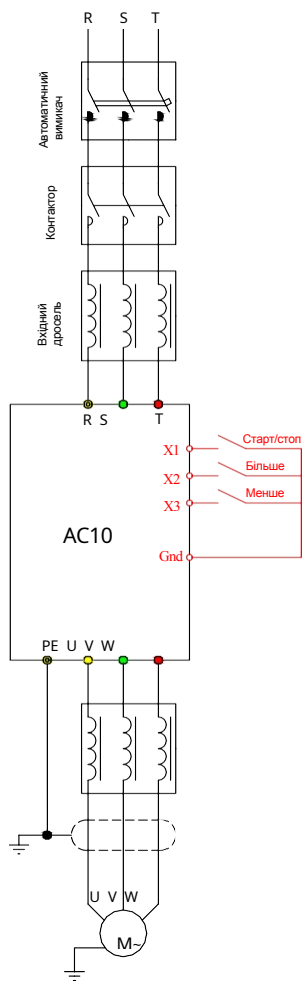 R S T
Автоматичний
вимикач
Контактор
Вхідний
дросель
R S T
X1 Старт/стоп
X2 Більше
X3 Менше
AC10
Gnd
PE U V W
U V W
M~